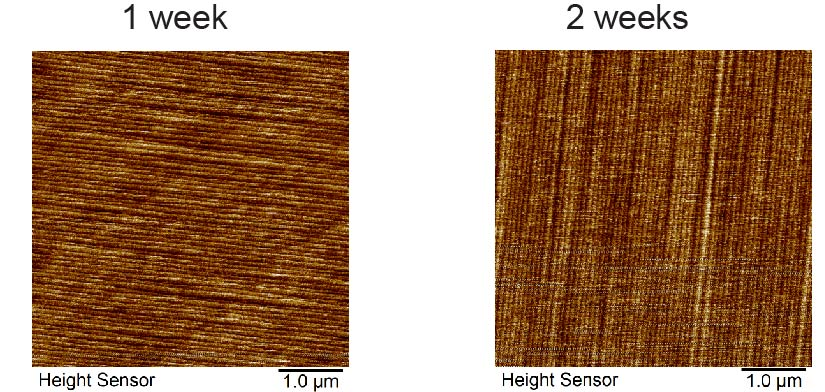 1 week
2 weeks
Height Sensor
1.0 µm
Height Sensor
1.0 µm